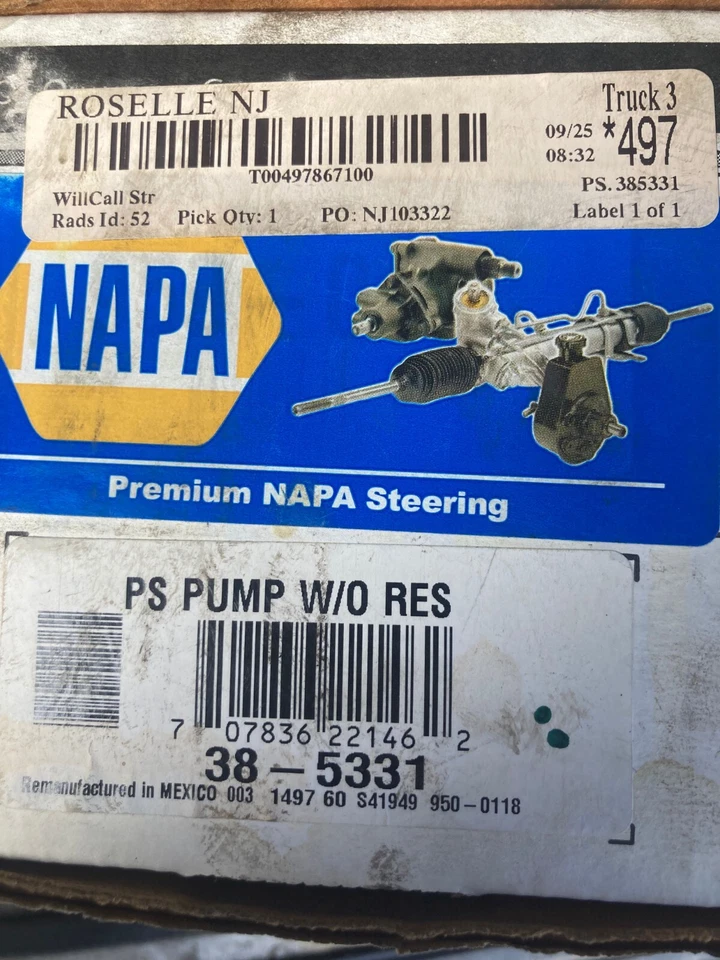 ROSELLE NJ
Truck 3
09/25
08:32
*497
T00497867100
PS. 385331
WillCall Str
Rads Id: 52 Pick Qty: 1 PO: NJ103322
Label 1 of 1
NAPA
Premium NAPA Steering
PS PUMP W/O RES
7 07836 22146 2
38-5331
Remanufactured in MEXICO 003 1497 60 S41949 950-0118